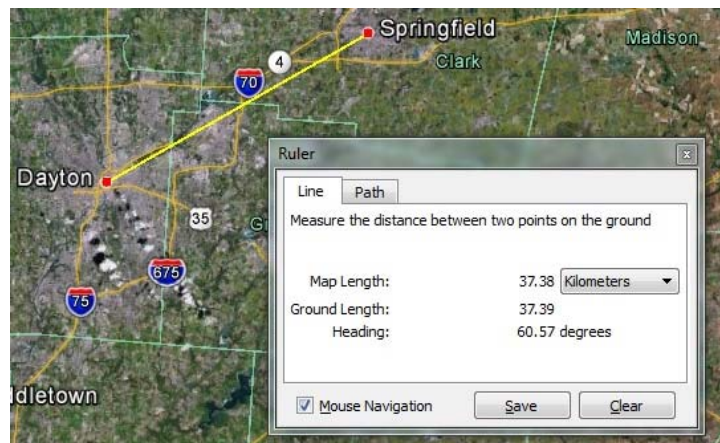 Springfield
Madison
4
Clark
70
Dayton
35
675
75
ddletown
Ruler
Line Path
Measure the distance between two points on the ground
Map Length: 37.38 Kilometers
Ground Length: 37.39
Heading: 60.57 degrees
Mouse Navigation Save Clear